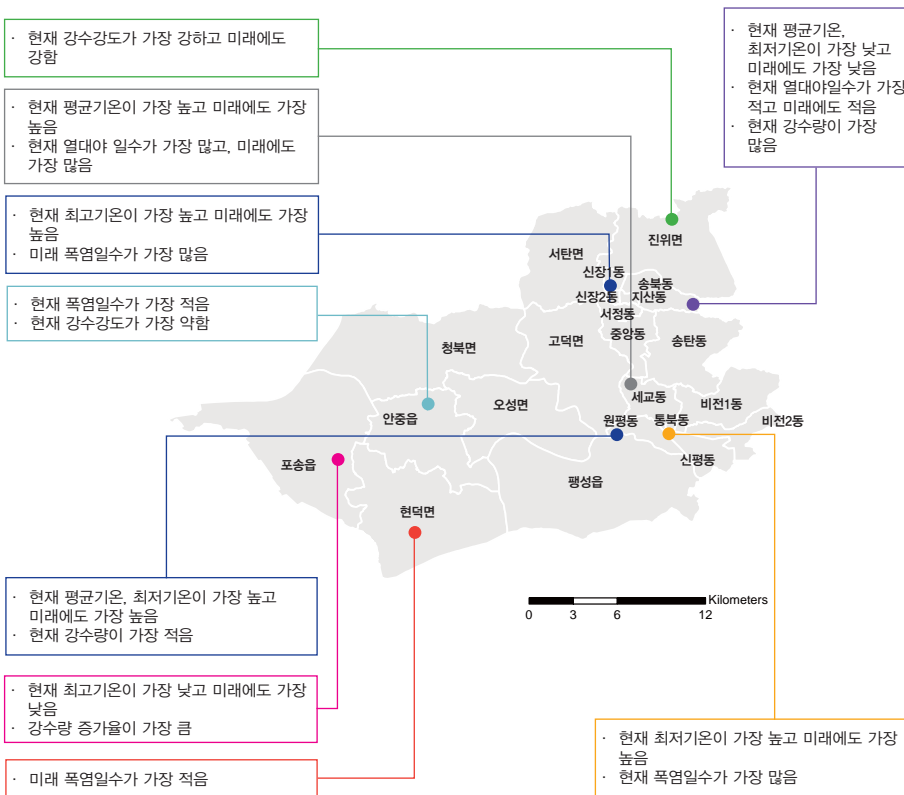 · 현재 강수강도가 가장 강하고 미래에도
강함
· 현재 평균기온이 가장 높고 미래에도 가장
높음
· 현재 열대야 일수가 가장 많고, 미래에도
가장 많음
· 현재 최고기온이 가장 높고 미래에도 가장
높음
· 미래 폭염일수가 가장 많음
· 현재 폭염일수가 가장 적음
· 현재 강수강도가 가장 약함
· 현재 평균기온,
최저기온이 가장 낮고
미래에도 가장 낮음
· 현재 열대야일수가 가장
적고 미래에도 적음
· 현재 강수량이 가장
많음
진위면
서탄면
신장1동
송북동
신장2동
지산동
서정동
중앙동
고덕면
송탄동
청북면
세교동
비전1동
안중읍
오성면
원평동
통북동
비전2동
신평동
포송읍
팽성읍
현덕면
Kilometers
0 3 6 12
· 현재 평균기온, 최저기온이 가장 높고
미래에도 가장 높음
· 현재 강수량이 가장 적음
· 현재 최고기온이 가장 낮고 미래에도 가장
낮음
· 강수량 증가율이 가장 큼
· 미래 폭염일수가 가장 적음
· 현재 최저기온이 가장 높고 미래에도 가장
높음
· 현재 폭염일수가 가장 많음